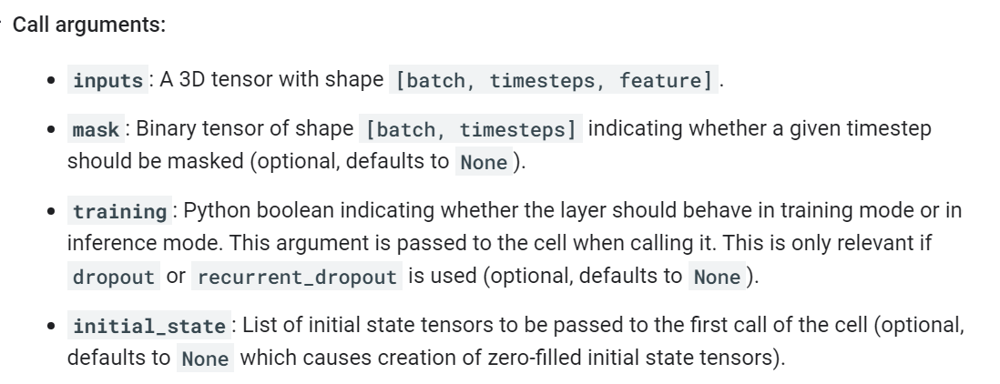 Call arguments:
inputs: A 3D tensor with shape [batch, timesteps, feature].
mask: Binary tensor of shape [batch, timesteps] indicating whether a given timestep
should be masked (optional, defaults to None).
training: Python boolean indicating whether the layer should behave in training mode or in
inference mode. This argument is passed to the cell when calling it. This is only relevant if
dropout or recurrent_dropout is used (optional, defaults to None).
initial_state: List of initial state tensors to be passed to the first call of the cell (optional,
defaults to None which causes creation of zero-filled initial state tensors).